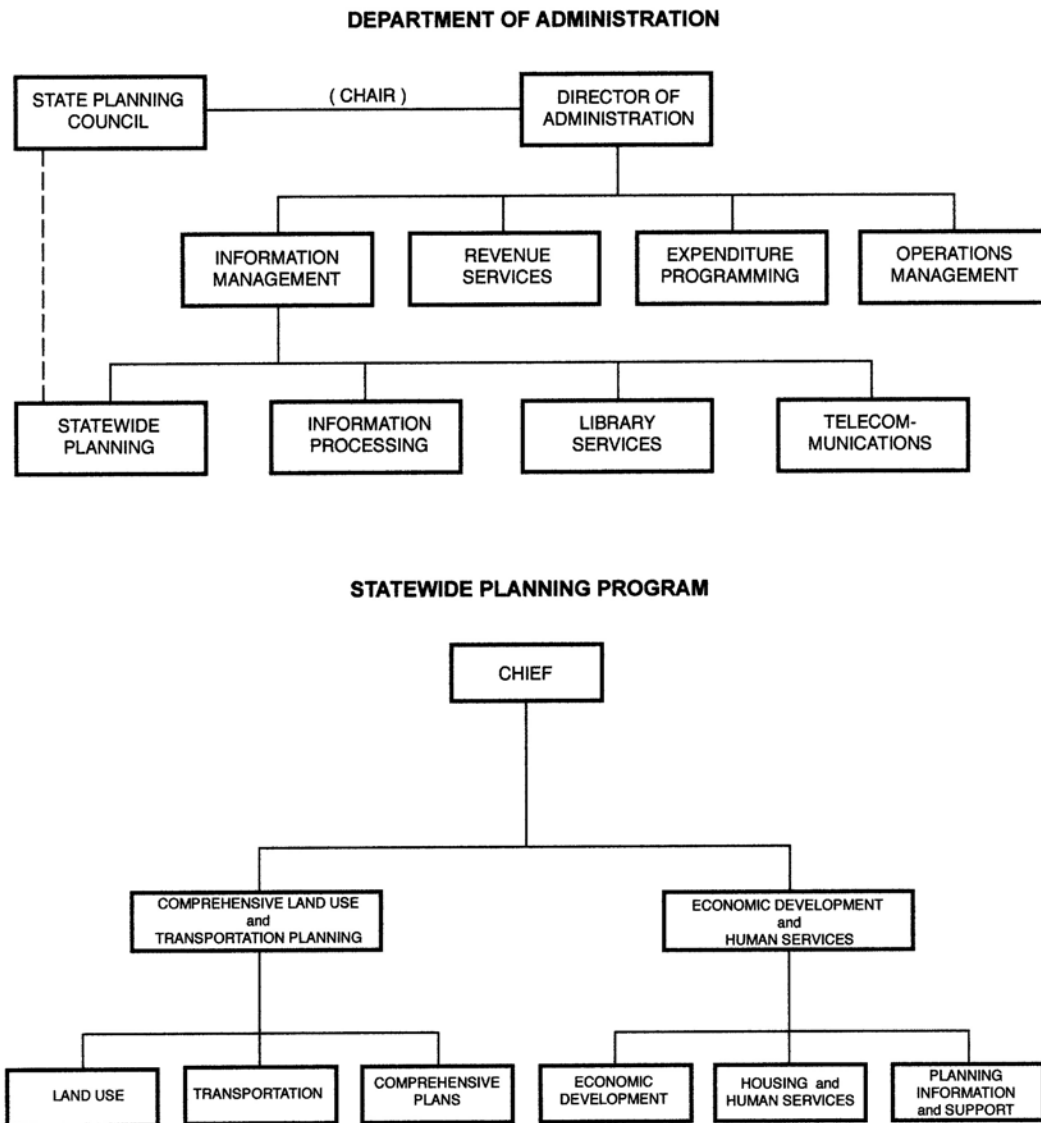 DEPARTMENT OF ADMINISTRATION
STATE PLANNING
COUNCIL
( CHAIR )
DIRECTOR OF
ADMINISTRATION
INFORMATION
MANAGEMENT
REVENUE
SERVICES
EXPENDITURE
PROGRAMMING
OPERATIONS
MANAGEMENT
STATEWIDE
PLANNING
INFORMATION
PROCESSING
LIBRARY
SERVICES
TELECOM-
MUNICATIONS
STATEWIDE PLANNING PROGRAM
CHIEF
COMPREHENSIVE LAND USE
and
TRANSPORTATION PLANNING
ECONOMIC DEVELOPMENT
and
HUMAN SERVICES
LAND USE
TRANSPORTATION
COMPREHENSIVE
PLANS
ECONOMIC
DEVELOPMENT
HOUSING and
HUMAN SERVICES
PLANNING
INFORMATION
and SUPPORT